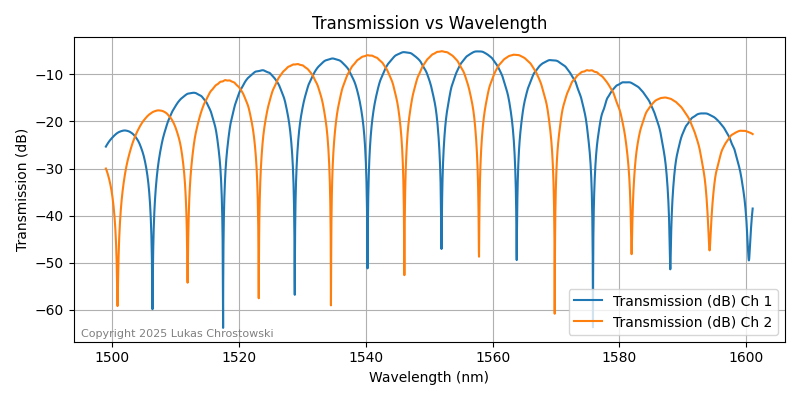 Transmission vs Wavelength
Transmission (dB)
−10
−20
−30
−40
−50
−60
Transmission (dB) Ch 1
Transmission (dB) Ch 2
Copyright 2025 Lukas Chrostowski
1500
1520
1540
1560
1580
1600
Wavelength (nm)